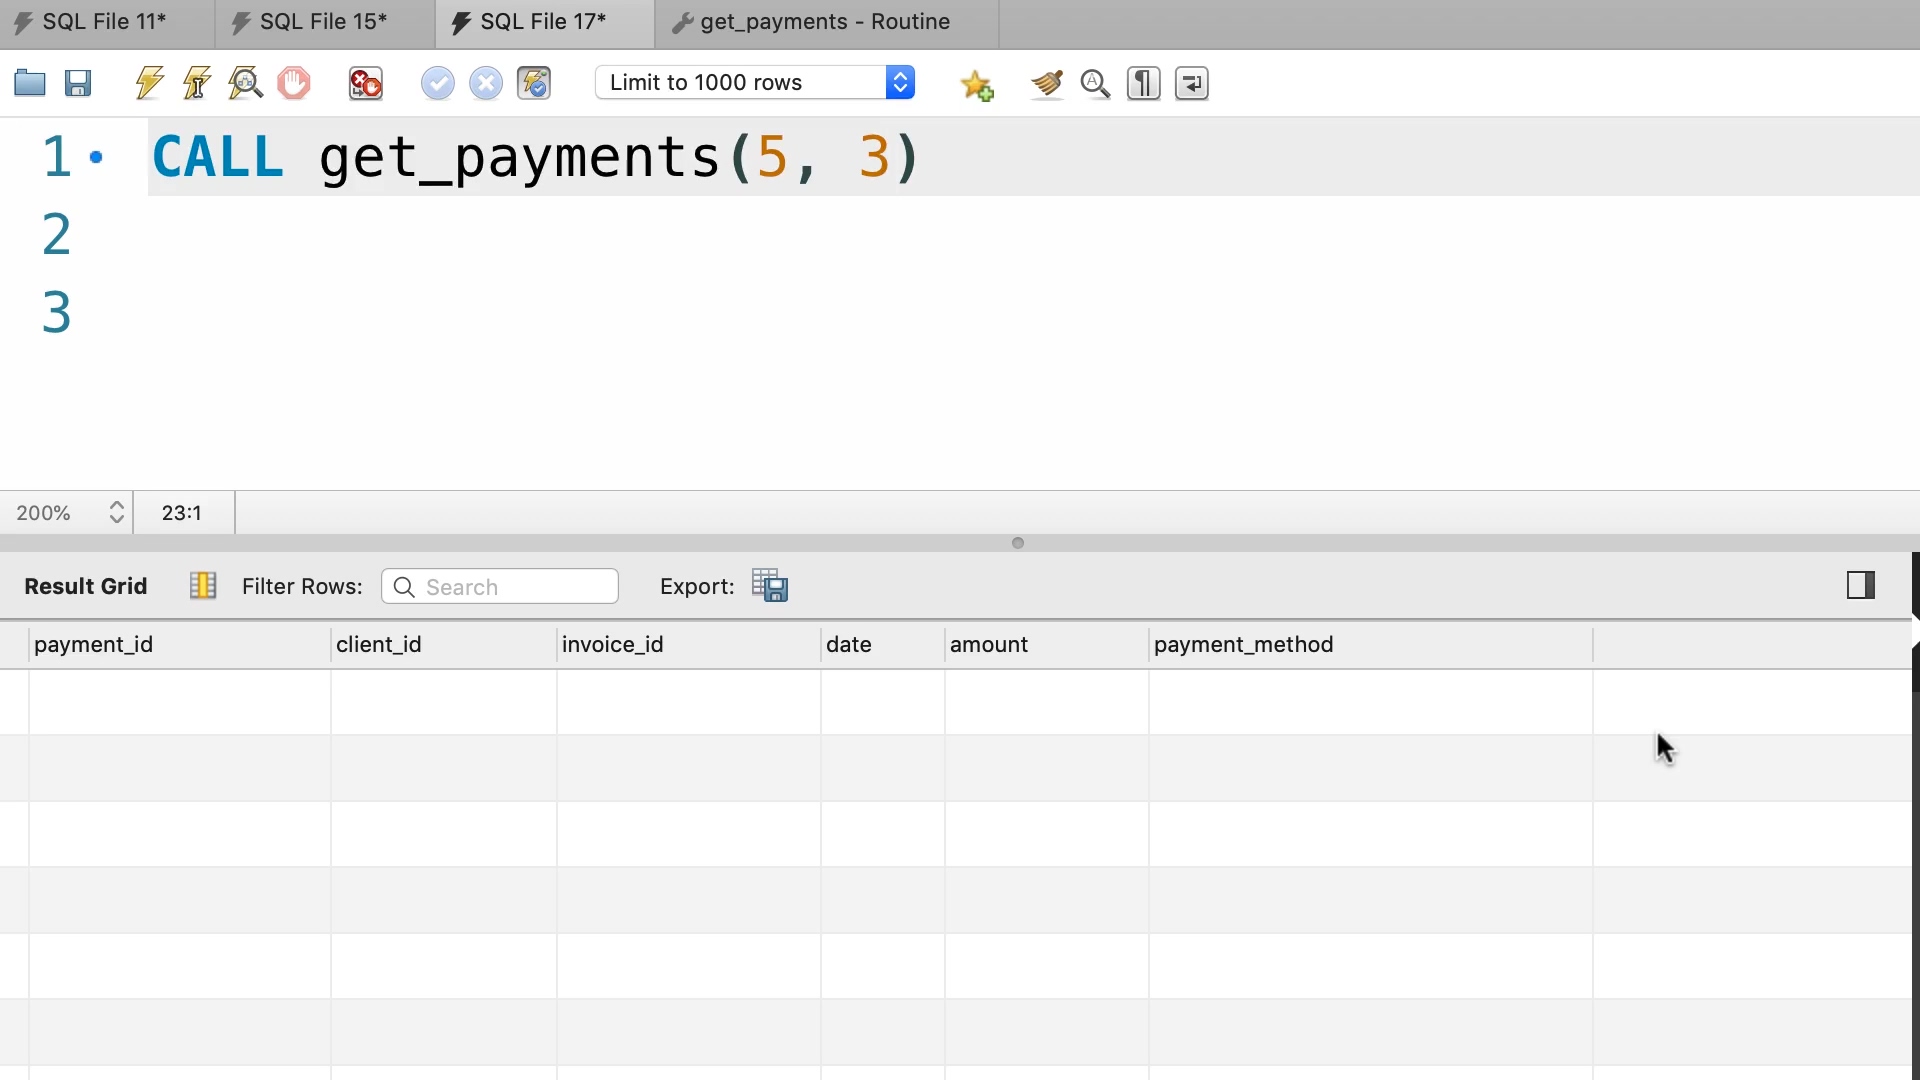 SQL File 11* SQL File 15* SQL File 17* get_payments - Routine
Limit to 1000 rows
1 CALL get_payments(5, 3)
2
3
200% 23:1
Result Grid Filter Rows: Search Export:
payment_id client_id invoice_id date amount payment_method